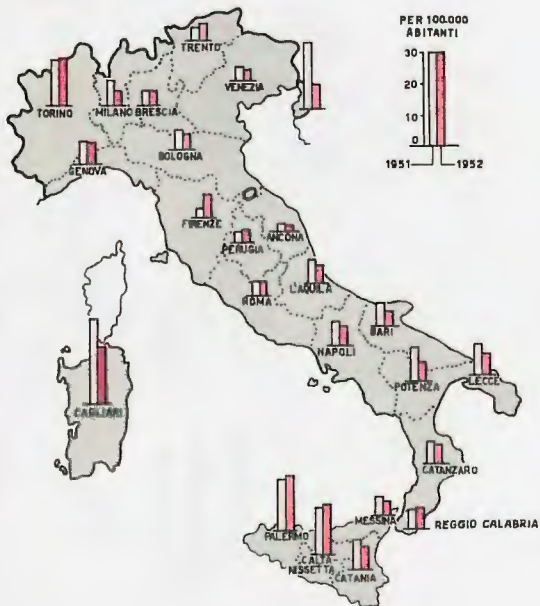 PER 100.000
ABITANTI
30
20
10
0
1951
1952
TRENTO
VENEZIA
TORINO
MILANO
BRESCIA
BOLOGNA
GENOVA
FIRENZE
ANCONA
PERUGIA
ROMA
L'AQUILA
BARI
NAPOLI
POTENZA
LECCE
CAGLIARI
CATANZARO
MESSINA
REGGIO CALABRIA
PALERMO
CALTA
NISSETTA
CATANIA